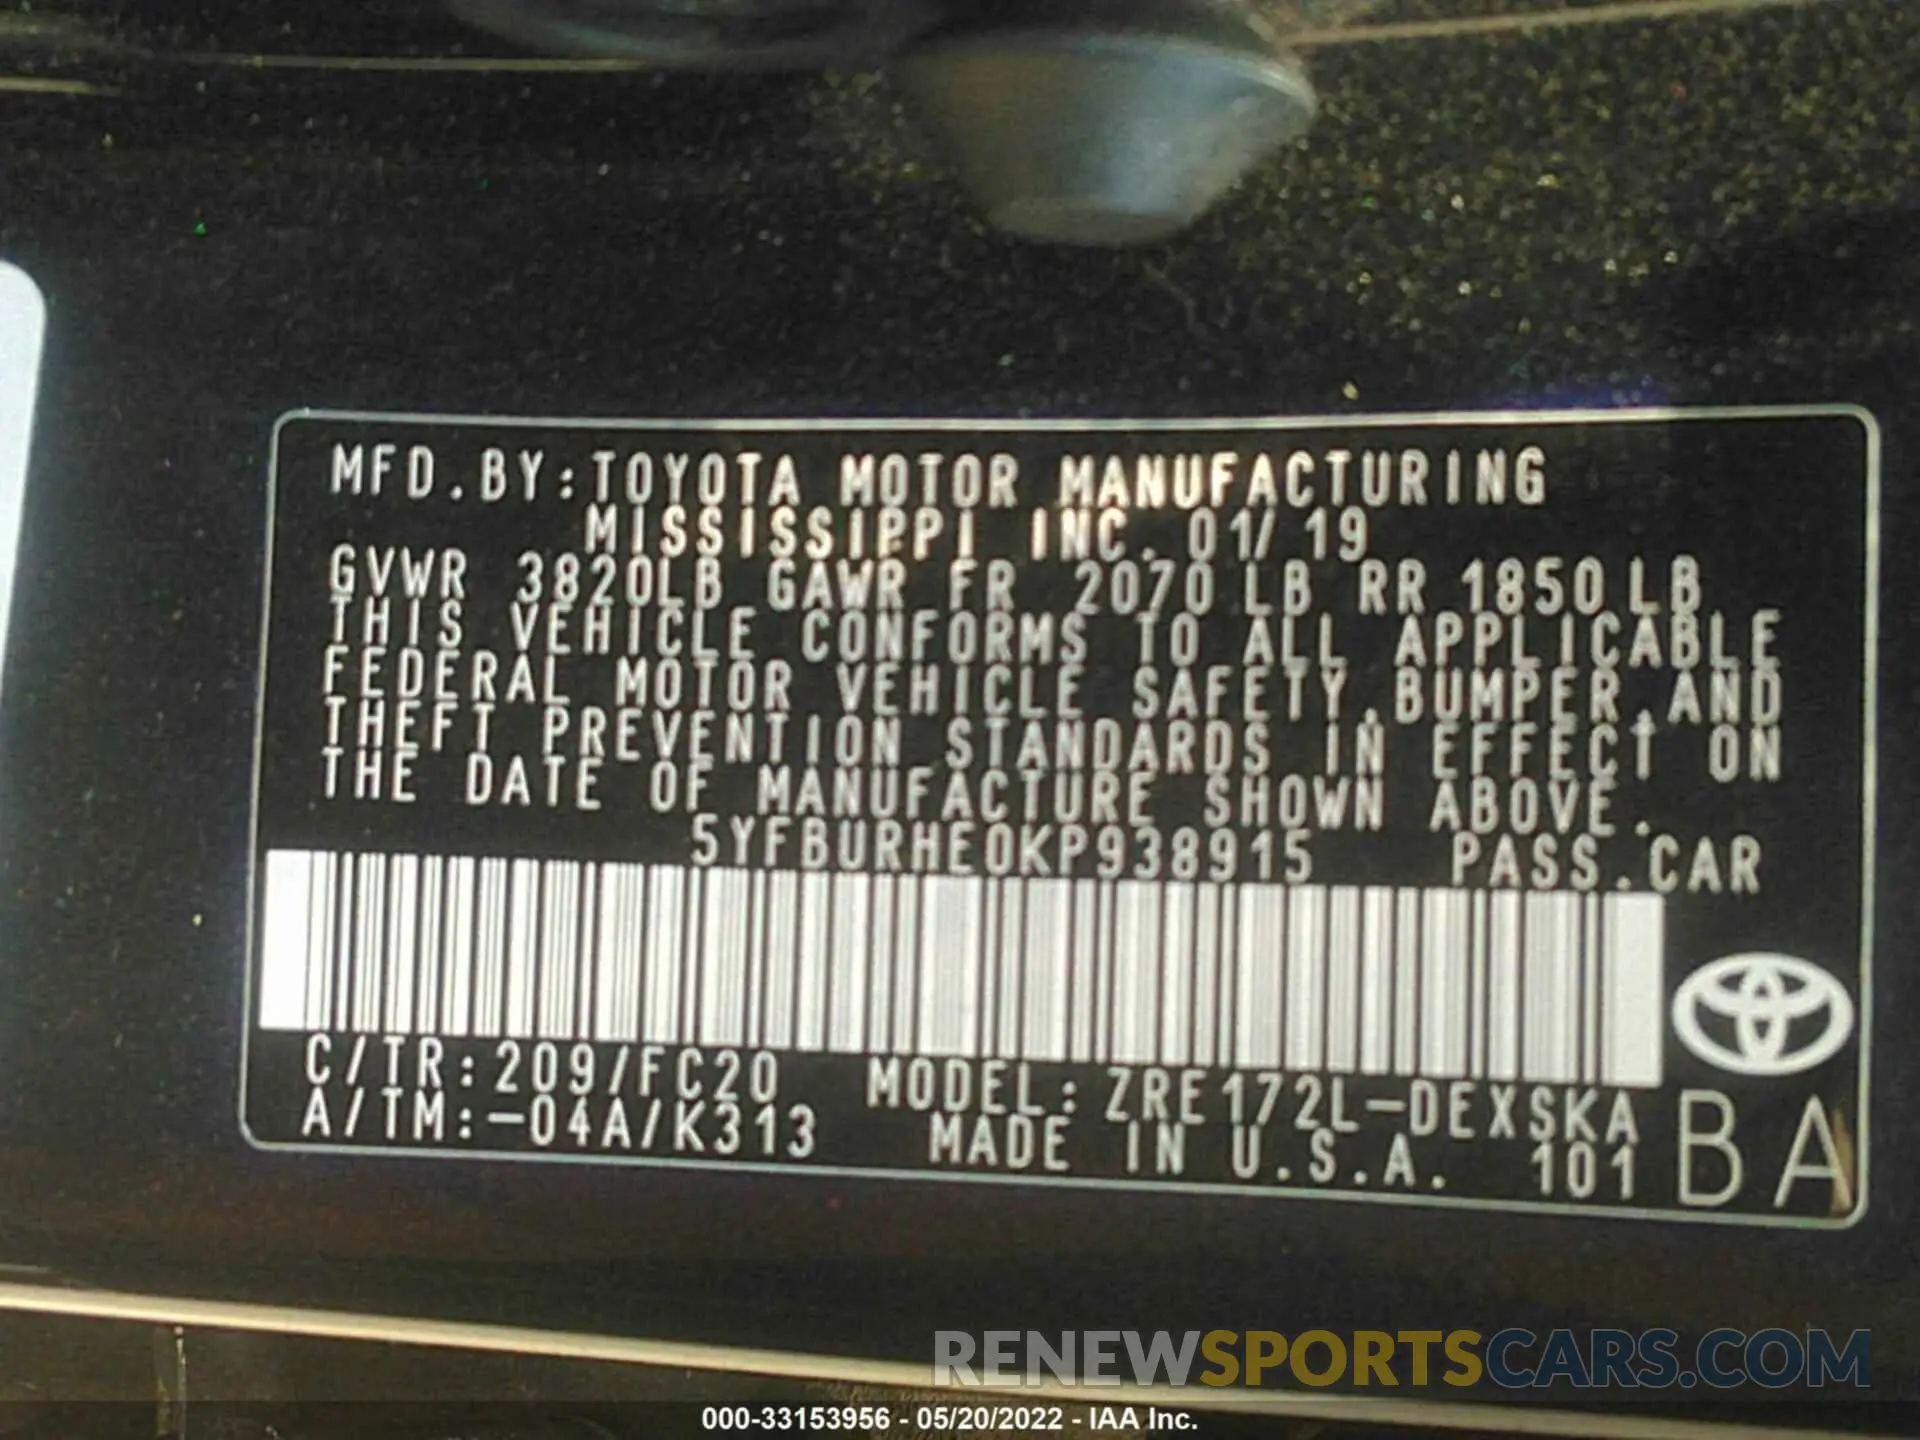 MFD.BY:TOYOTA MOTOR MANUFACTURING
MISSISSIPPI INC. 01/19
GVWR 3820LB GAWR FR 2070LB RR 1850LB
THIS VEHICLE CONFORMS TO ALL APPLICABLE
FEDERAL MOTOR VEHICLE SAFETY,BUMPER,AND
THEFT PREVENTION STANDARDS IN EFFECT ON
THE DATE OF MANUFACTURE SHOWN ABOVE.
5YFBURHE0KP938915 PASS.CAR
C/TR:209/FC20 MODEL:ZRE172L-DEXSKA
A/TM:-04A/K313 MADE IN U.S.A. 101
BA
RENEWSPORTSCARS.COM
000-33153956 - 05/20/2022 - IAA Inc.